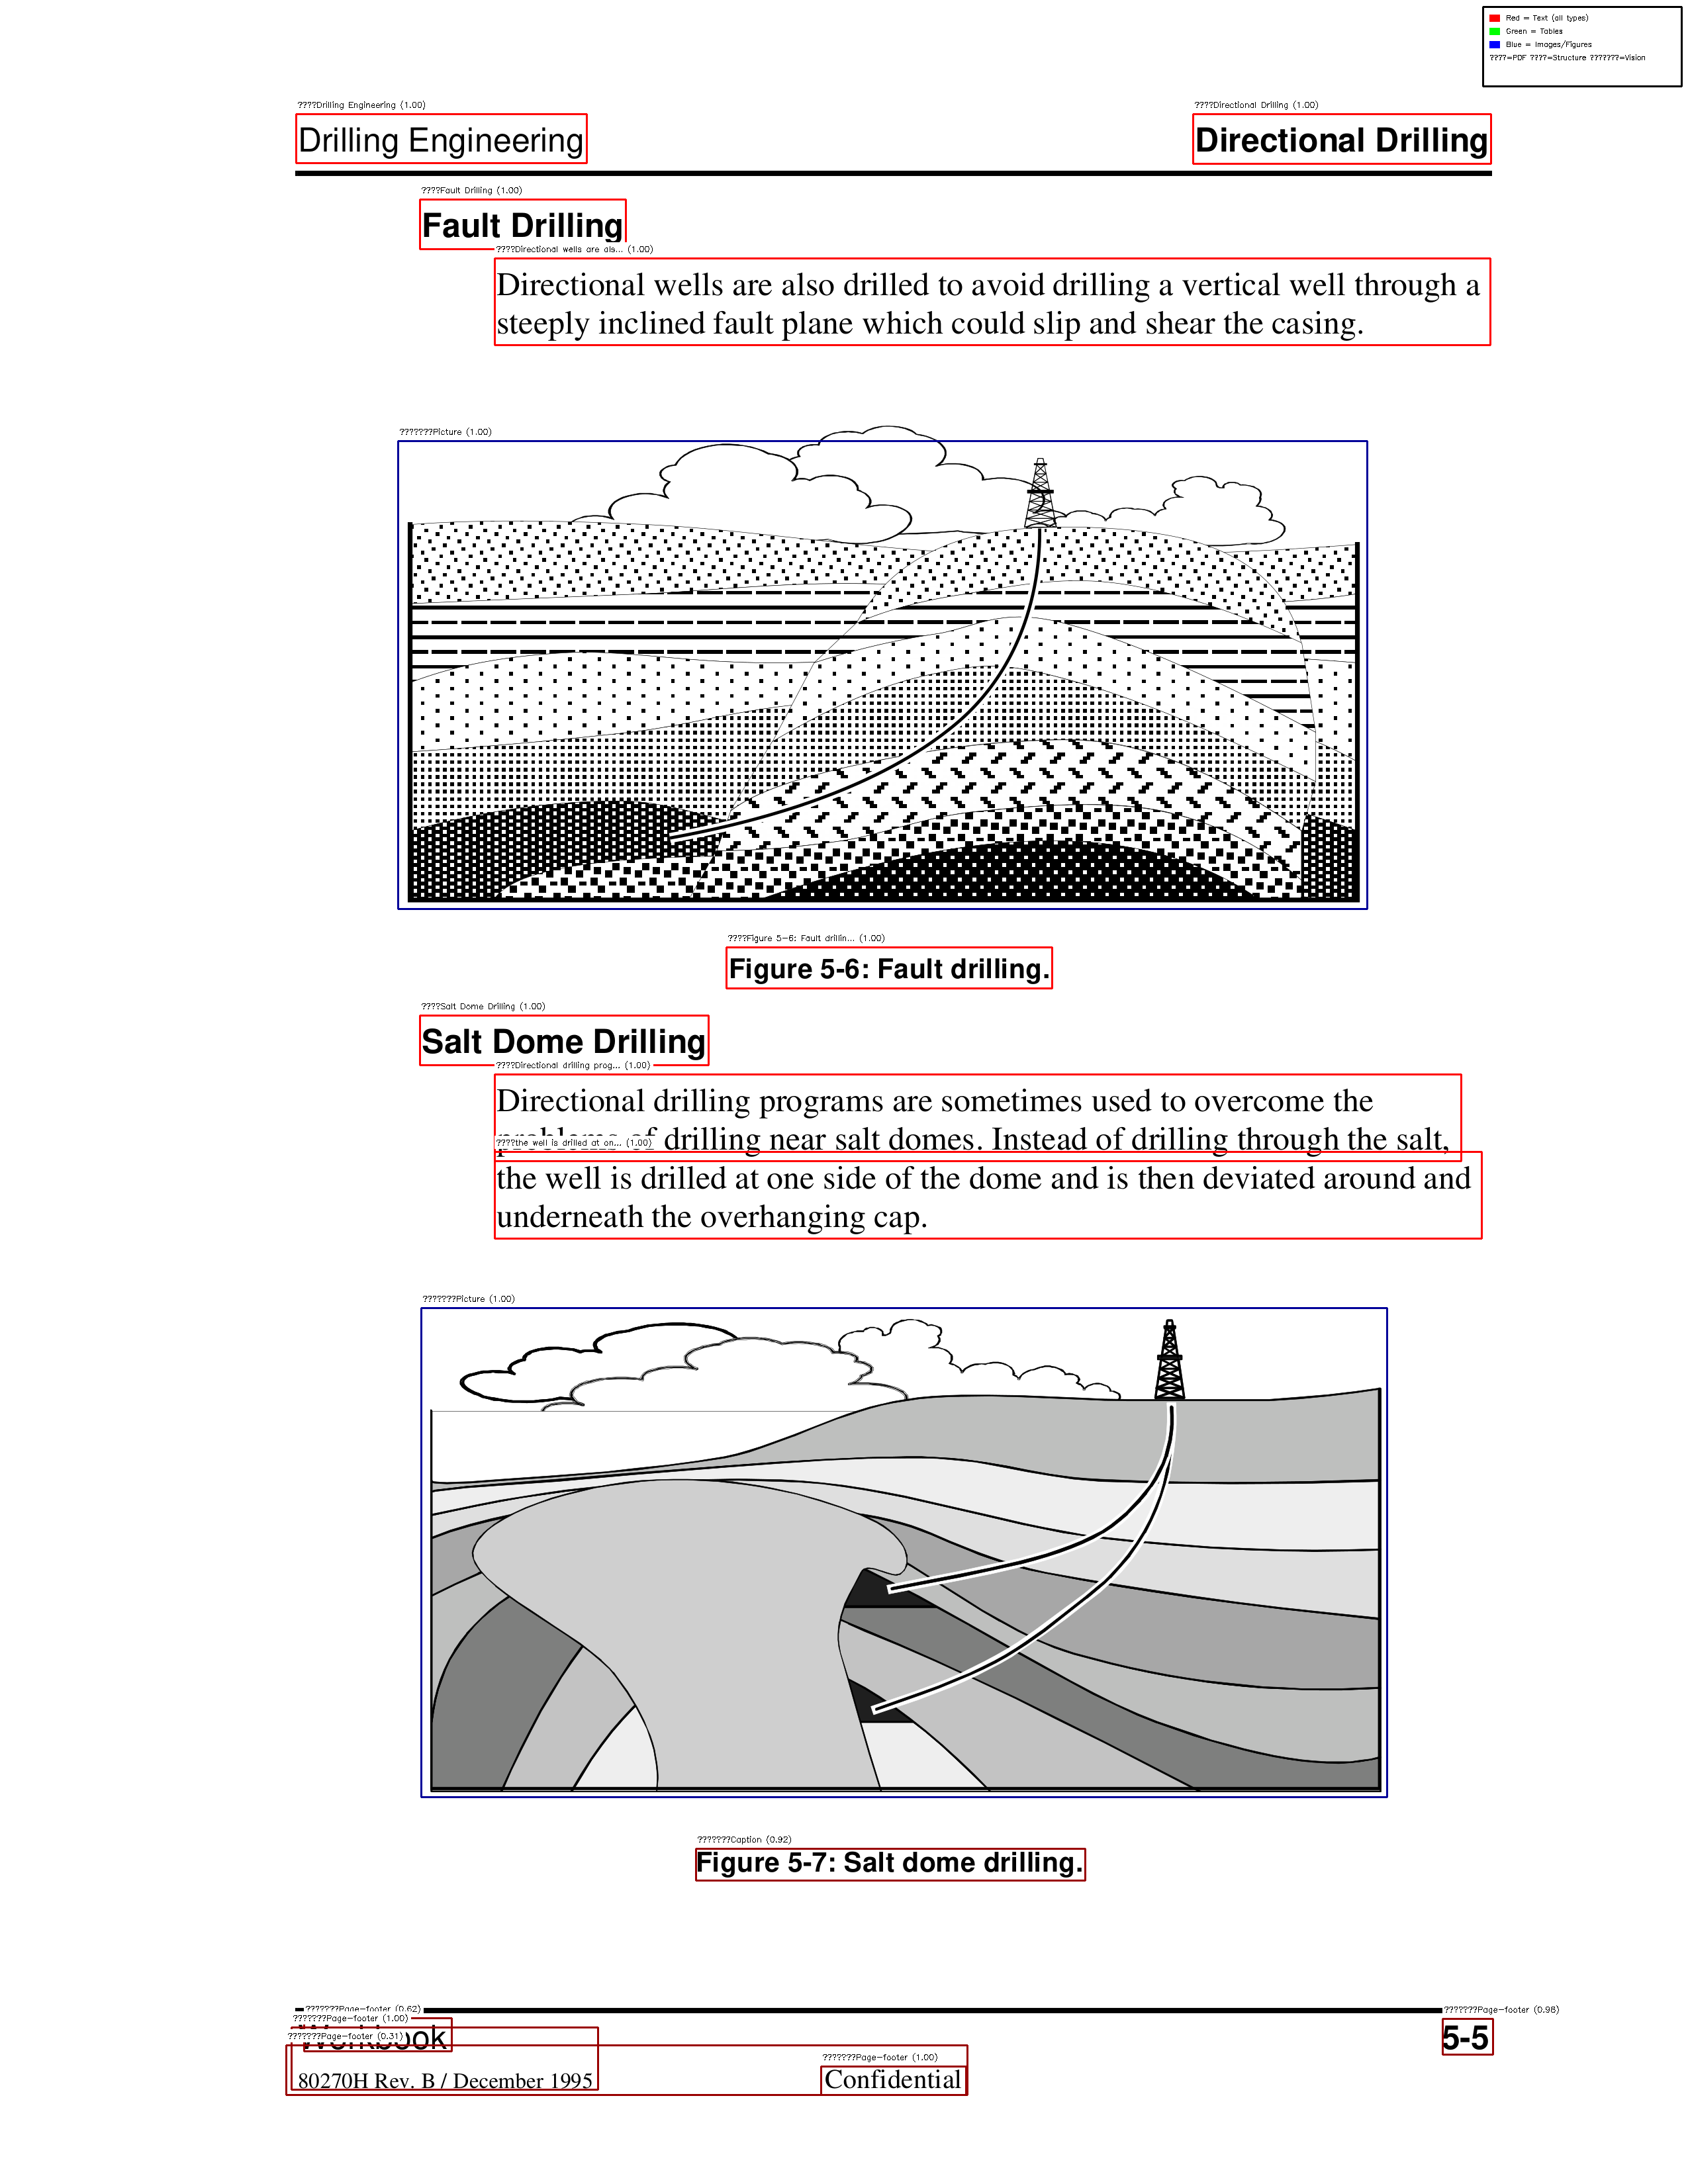 Red = Text (all types)
Green = Tables
Blue = Images/Figures
????=PDF ????=Structure ???????=Vision
????Drilling Engineering (1.00)
????Directional Drilling (1.00)
Drilling Engineering
Directional Drilling
????Fault Drilling (1.00)
Fault Drilling
????Directional wells are als... (1.00)
Directional wells are also drilled to avoid drilling a vertical well through a
steeply inclined fault plane which could slip and shear the casing.
???????Picture (1.00)
????Figure 5-6: Fault drillin... (1.00)
Figure 5-6: Fault drilling.
????Salt Dome Drilling (1.00)
Salt Dome Drilling
????Directional drilling prog... (1.00)
Directional drilling programs are sometimes used to overcome the
problems of drilling near salt domes. Instead of drilling through the salt,
????the well is drilled at on... (1.00)
the well is drilled at one side of the dome and is then deviated around and
underneath the overhanging cap.
???????Picture (1.00)
???????Caption (0.92)
Figure 5-7: Salt dome drilling.
???????Page-footer (0.62)
???????Page-footer (0.98)
???????Page-footer (1.00)
???????Page-footer (0.31)
Workbook
5-5
???????Page-footer (1.00)
80270H Rev. B / December 1995
Confidential